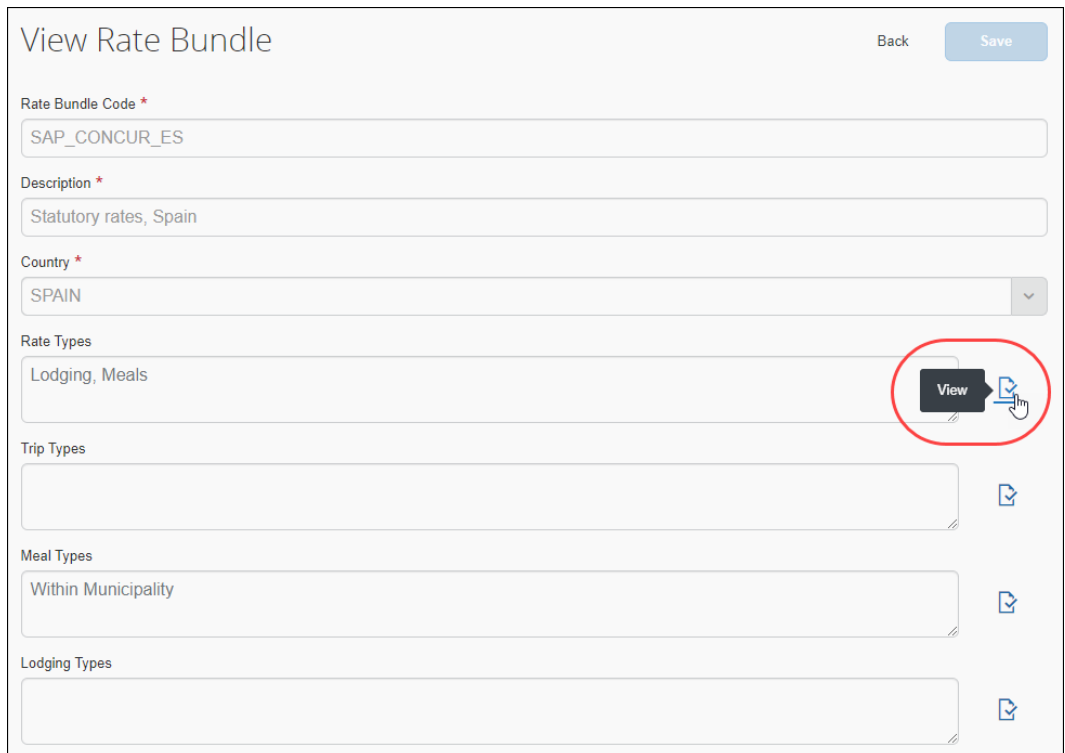 View Rate Bundle
Back
Save
Rate Bundle Code *
SAP_CONCUR_ES
Description *
Statutory rates, Spain
Country *
SPAIN
Rate Types
Lodging, Meals
View
Trip Types
Meal Types
Within Municipality
Lodging Types